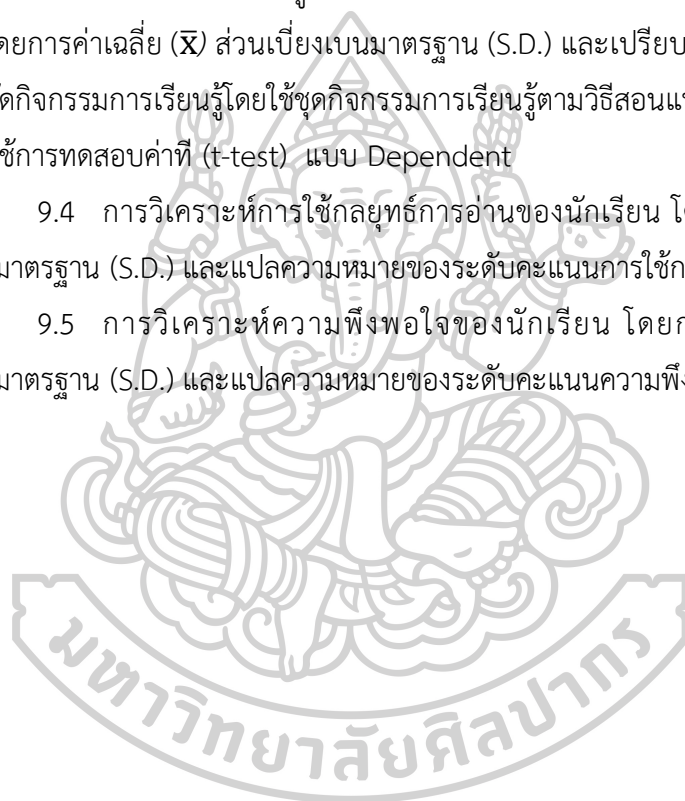 ดยการค่าเฉลี่ย (x̄) ส่วนเบี่ยงเบนมาตรฐาน (S.D.) และเปรียบ
ัดกิจกรรมการเรียนรู้โดยใช้ชุดกิจกรรมการเรียนรู้ตามวิธีสอนแ
ช้การทดสอบค่าที (t-test) แบบ Dependent
9.4 การวิเคราะห์การใช้กลยุทธ์การอ่านของนักเรียน โ
มาตรฐาน (S.D.) และแปลความหมายของระดับคะแนนการใช้ก
9.5 การวิเคราะห์ความพึงพอใจของนักเรียน โดยก
มาตรฐาน (S.D.) และแปลความหมายของระดับคะแนนความพึง
มหาวิทยาลัยศิลปากร